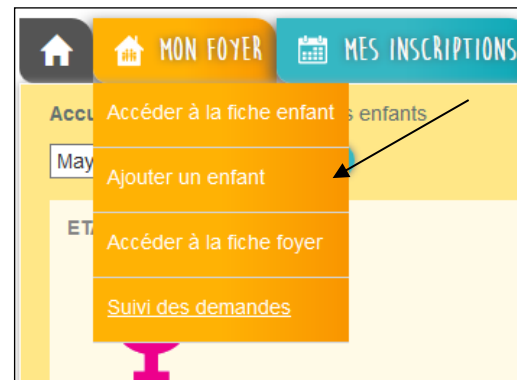 MON FOYER MES INSCRIPTIONS
Accu
s enfants
May
Accéder à la fiche enfant
Ajouter un enfant
ET
Accéder à la fiche foyer
Suivi des demandes